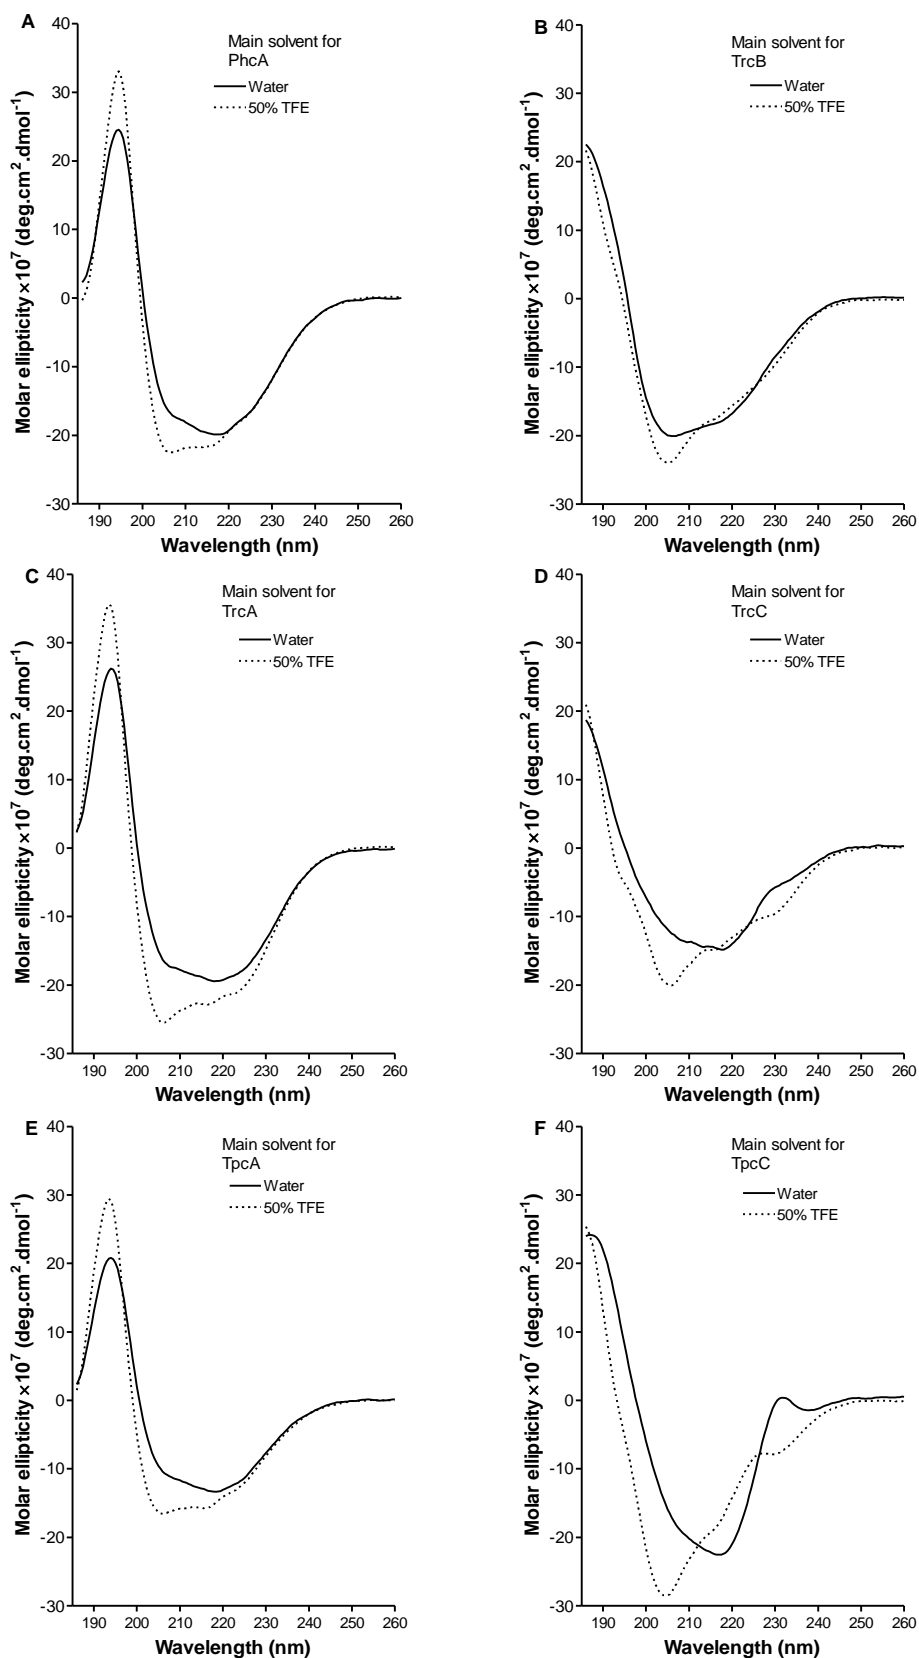 A
Molar ellipticity×10⁷ (deg.cm².dmol⁻¹)
40
30
20
10
0
-10
-20
-30
Main solvent for
PhcA
Water
50% TFE
190 200 210 220 230 240 250 260
Wavelength (nm)
B
Molar ellipticity×10⁷ (deg.cm².dmol⁻¹)
40
30
20
10
0
-10
-20
-30
Main solvent for
TrcB
Water
50% TFE
190 200 210 220 230 240 250 260
Wavelength (nm)
C
Molar ellipticity×10⁷ (deg.cm².dmol⁻¹)
40
30
20
10
0
-10
-20
-30
Main solvent for
TrcA
Water
50% TFE
190 200 210 220 230 240 250 260
Wavelength (nm)
D
Molar ellipticity×10⁷ (deg.cm².dmol⁻¹)
40
30
20
10
0
-10
-20
-30
Main solvent for
TrcC
Water
50% TFE
190 200 210 220 230 240 250 260
Wavelength (nm)
E
Molar ellipticity×10⁷ (deg.cm².dmol⁻¹)
40
30
20
10
0
-10
-20
-30
Main solvent for
TpcA
Water
50% TFE
190 200 210 220 230 240 250 260
Wavelength (nm)
F
Molar ellipticity×10⁷ (deg.cm².dmol⁻¹)
40
30
20
10
0
-10
-20
-30
Main solvent for
TpcC
Water
50% TFE
190 200 210 220 230 240 250 260
Wavelength (nm)